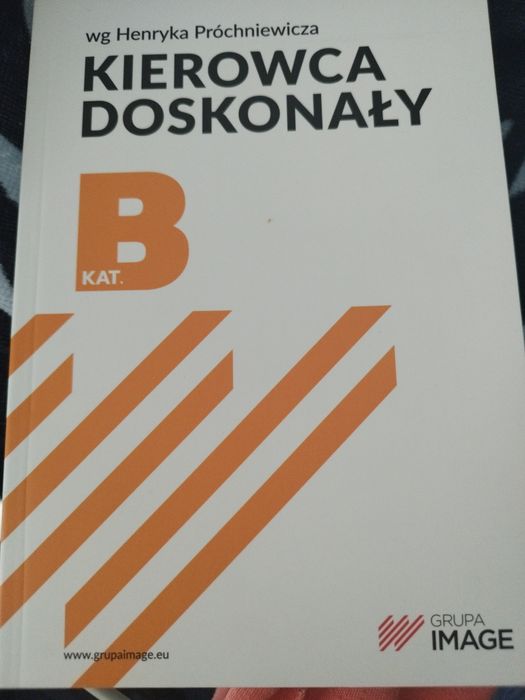 wg Henryka Próchniewicza
KIEROWCA
DOSKONAŁY
B
KAT.
www.grupaimage.eu
GRUPA
IMAGE